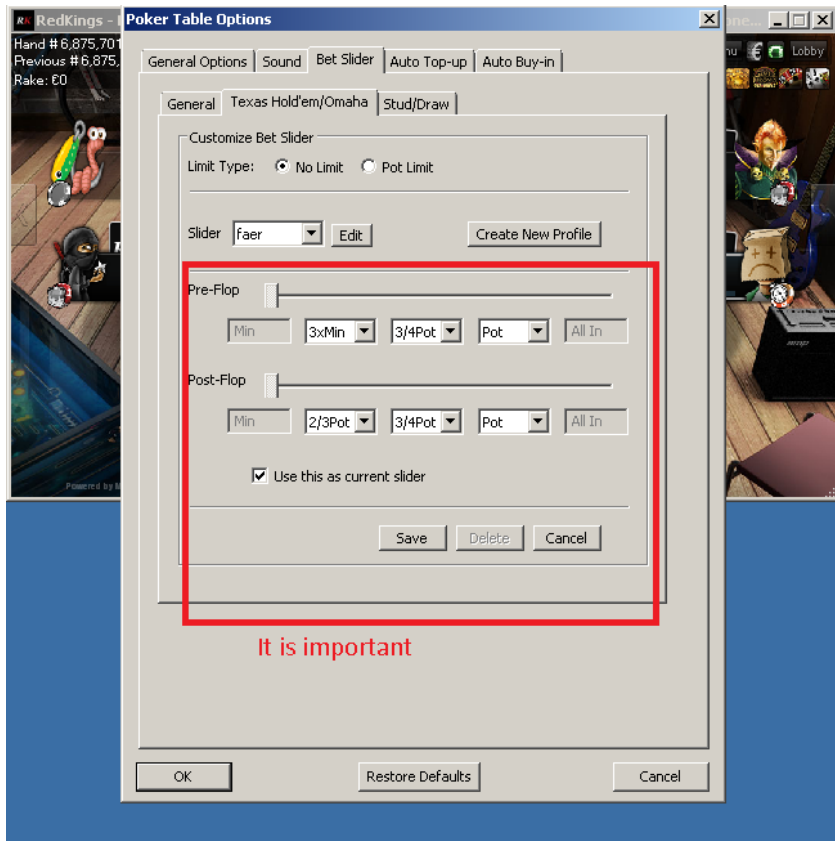 RK RedKings -
Poker Table Options
Hand #6,875,701
Previous #6,875,
Rake: €0
Lobby
General Options Sound Bet Slider Auto Top-up Auto Buy-in
General Texas Hold'em/Omaha Stud/Draw
Customize Bet Slider
Limit Type: No Limit Pot Limit
Slider faer Edit Create New Profile
Pre-Flop
Min 3xMin 3/4Pot Pot All In
Post-Flop
Min 2/3Pot 3/4Pot Pot All In
Use this as current slider
Powered by
Save Delete Cancel
It is important
OK Restore Defaults Cancel